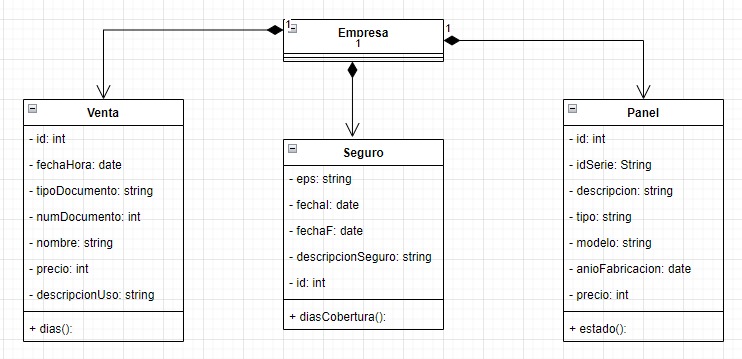 1
Empresa
1
1
Venta
- id: int
- fechaHora: date
- tipoDocumento: string
- numDocumento: int
- nombre: string
- precio: int
- descripcionUso: string
+ dias():
Seguro
- eps: string
- fechaI: date
- fechaF: date
- descripcionSeguro: string
- id: int
+ diasCobertura():
Panel
- id: int
- idSerie: String
- descripcion: string
- tipo: string
- modelo: string
- anioFabricacion: date
- precio: int
+ estado():